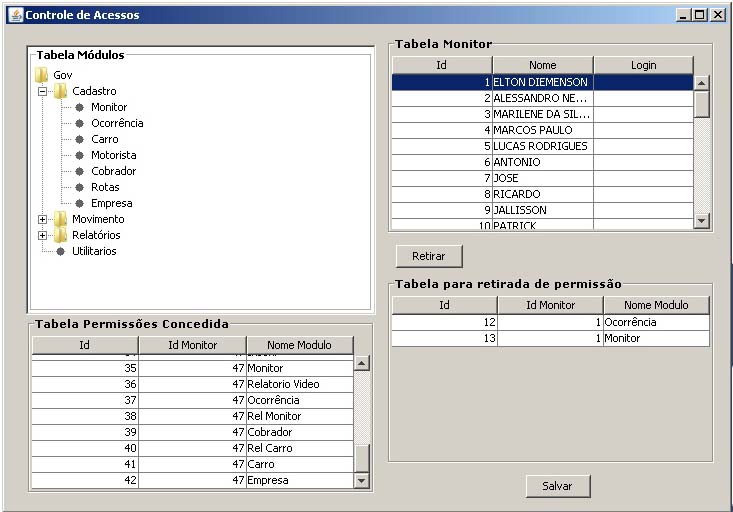 Controle de Acessos
Tabela Módulos
Gov
Cadastro
Monitor
Ocorrência
Carro
Motorista
Cobrador
Rotas
Empresa
Movimento
Relatórios
Utilitarios
Tabela Monitor
Id Nome Login
1 ELTON DIEMENSON
2 ALESSANDRO NE...
3 MARILENE DA SIL...
4 MARCOS PAULO
5 LUCAS RODRIGUES
6 ANTONIO
7 JOSE
8 RICARDO
9 JALLISSON
10 PATRICK
Retirar
Tabela para retirada de permissão
Id Id Monitor Nome Modulo
12 1 Ocorrência
13 1 Monitor
Tabela Permissões Concedida
Id Id Monitor Nome Modulo
35 47 Monitor
36 47 Relatorio Video
37 47 Ocorrência
38 47 Rel Monitor
39 47 Cobrador
40 47 Rel Carro
41 47 Carro
42 47 Empresa
Salvar